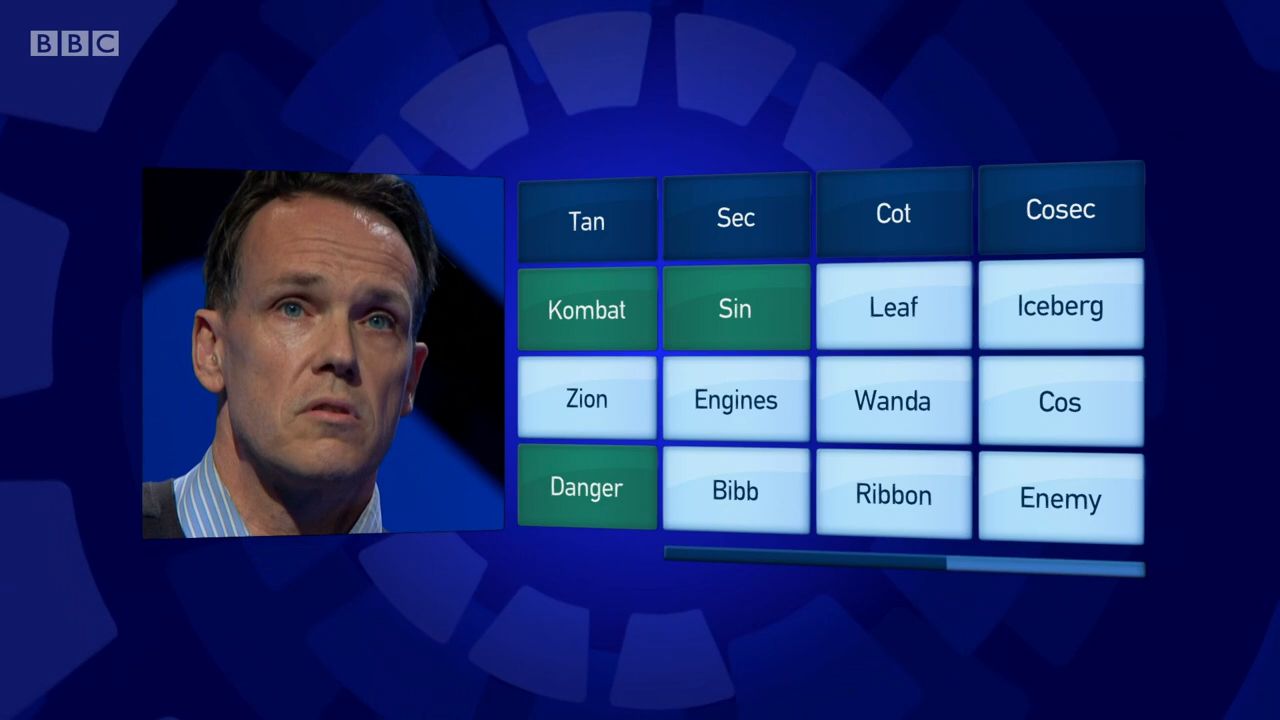 BBC
Tan Sec Cot Cosec
Kombat Sin Leaf Iceberg
Zion Engines Wanda Cos
Danger Bibb Ribbon Enemy